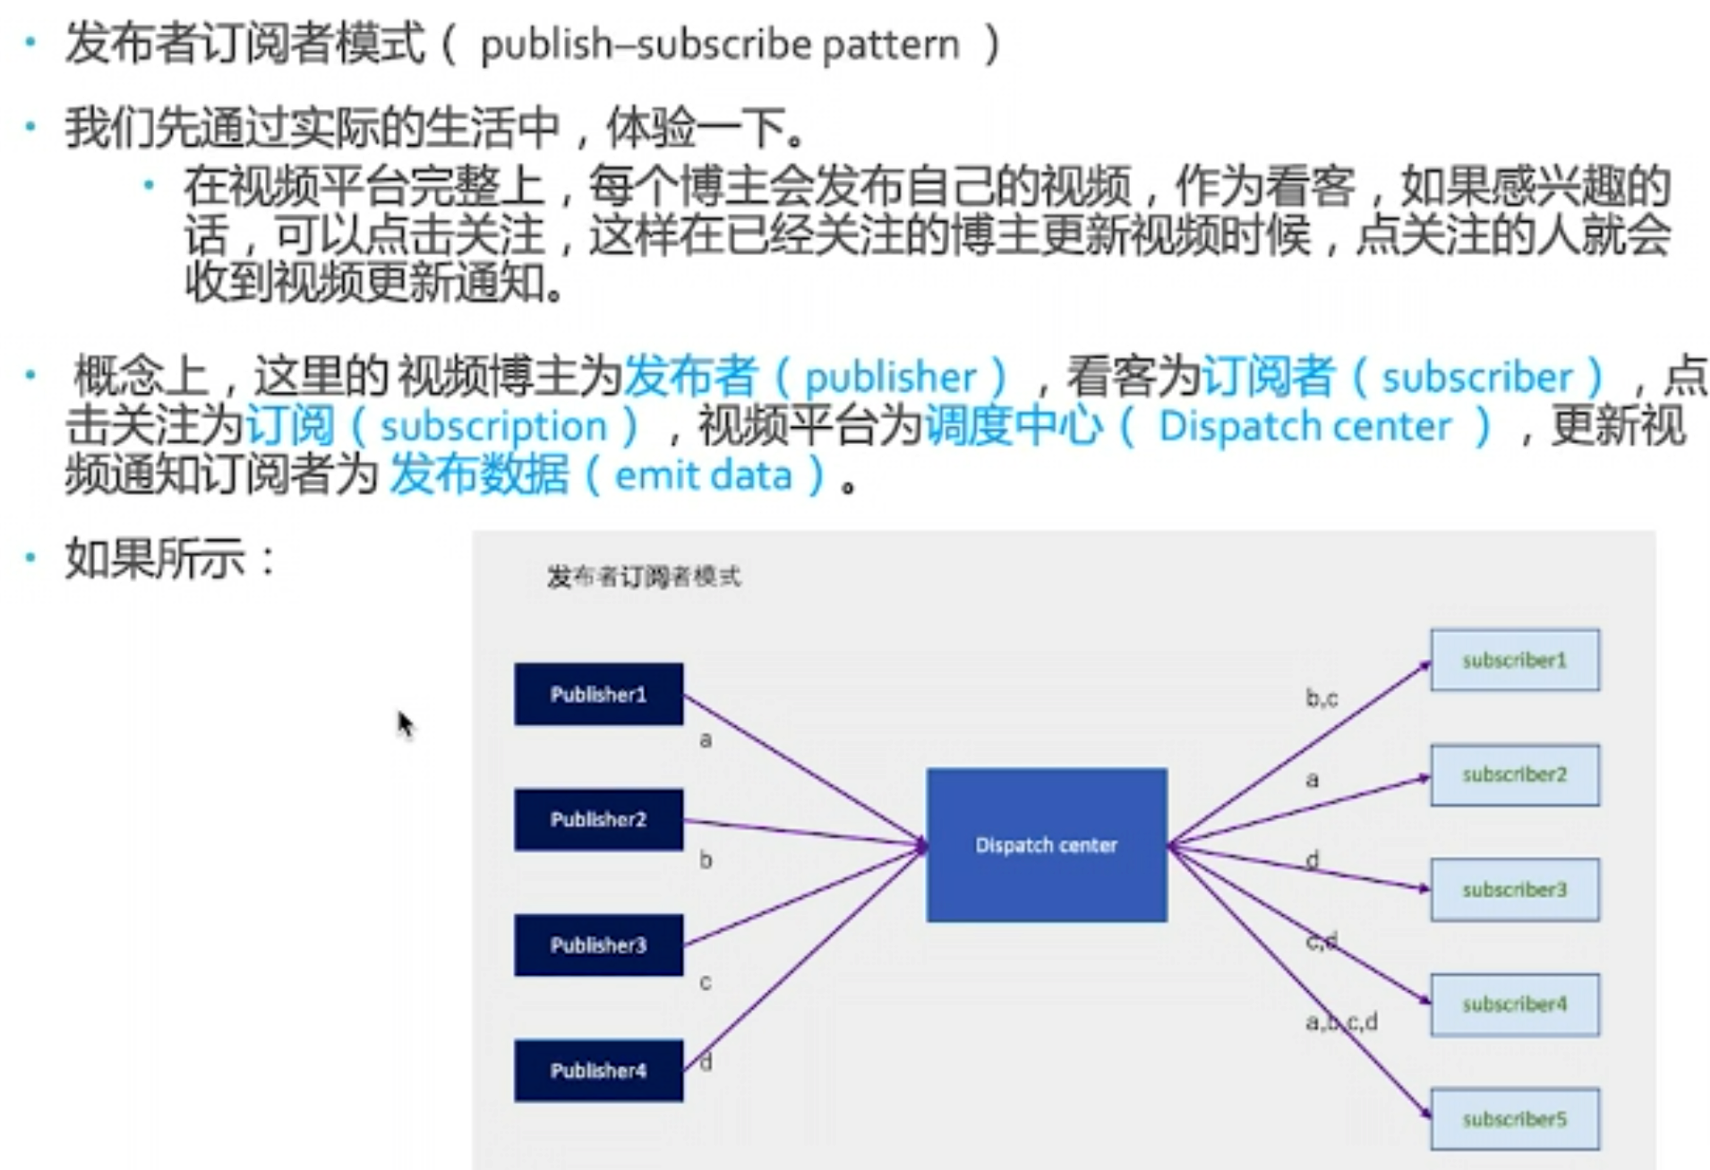 发布者订阅者模式（ publish–subscribe pattern ）
我们先通过实际的生活中，体验一下。
在视频平台完整上，每个博主会发布自己的视频，作为看客，如果感兴趣的
话，可以点击关注，这样在已经关注的博主更新视频时候，点关注的人就会
收到视频更新通知。
概念上，这里的 视频博主为发布者（publisher），看客为订阅者（subscriber），点
击关注为订阅（subscription），视频平台为调度中心（ Dispatch center ），更新视
频通知订阅者为 发布数据（emit data）。
如果所示：
发布者订阅者模式
Publisher1
a
Publisher2
b
Publisher3
c
Publisher4
d
Dispatch center
b,c
a
d
c,d
a,b,c,d
subscriber1
subscriber2
subscriber3
subscriber4
subscriber5